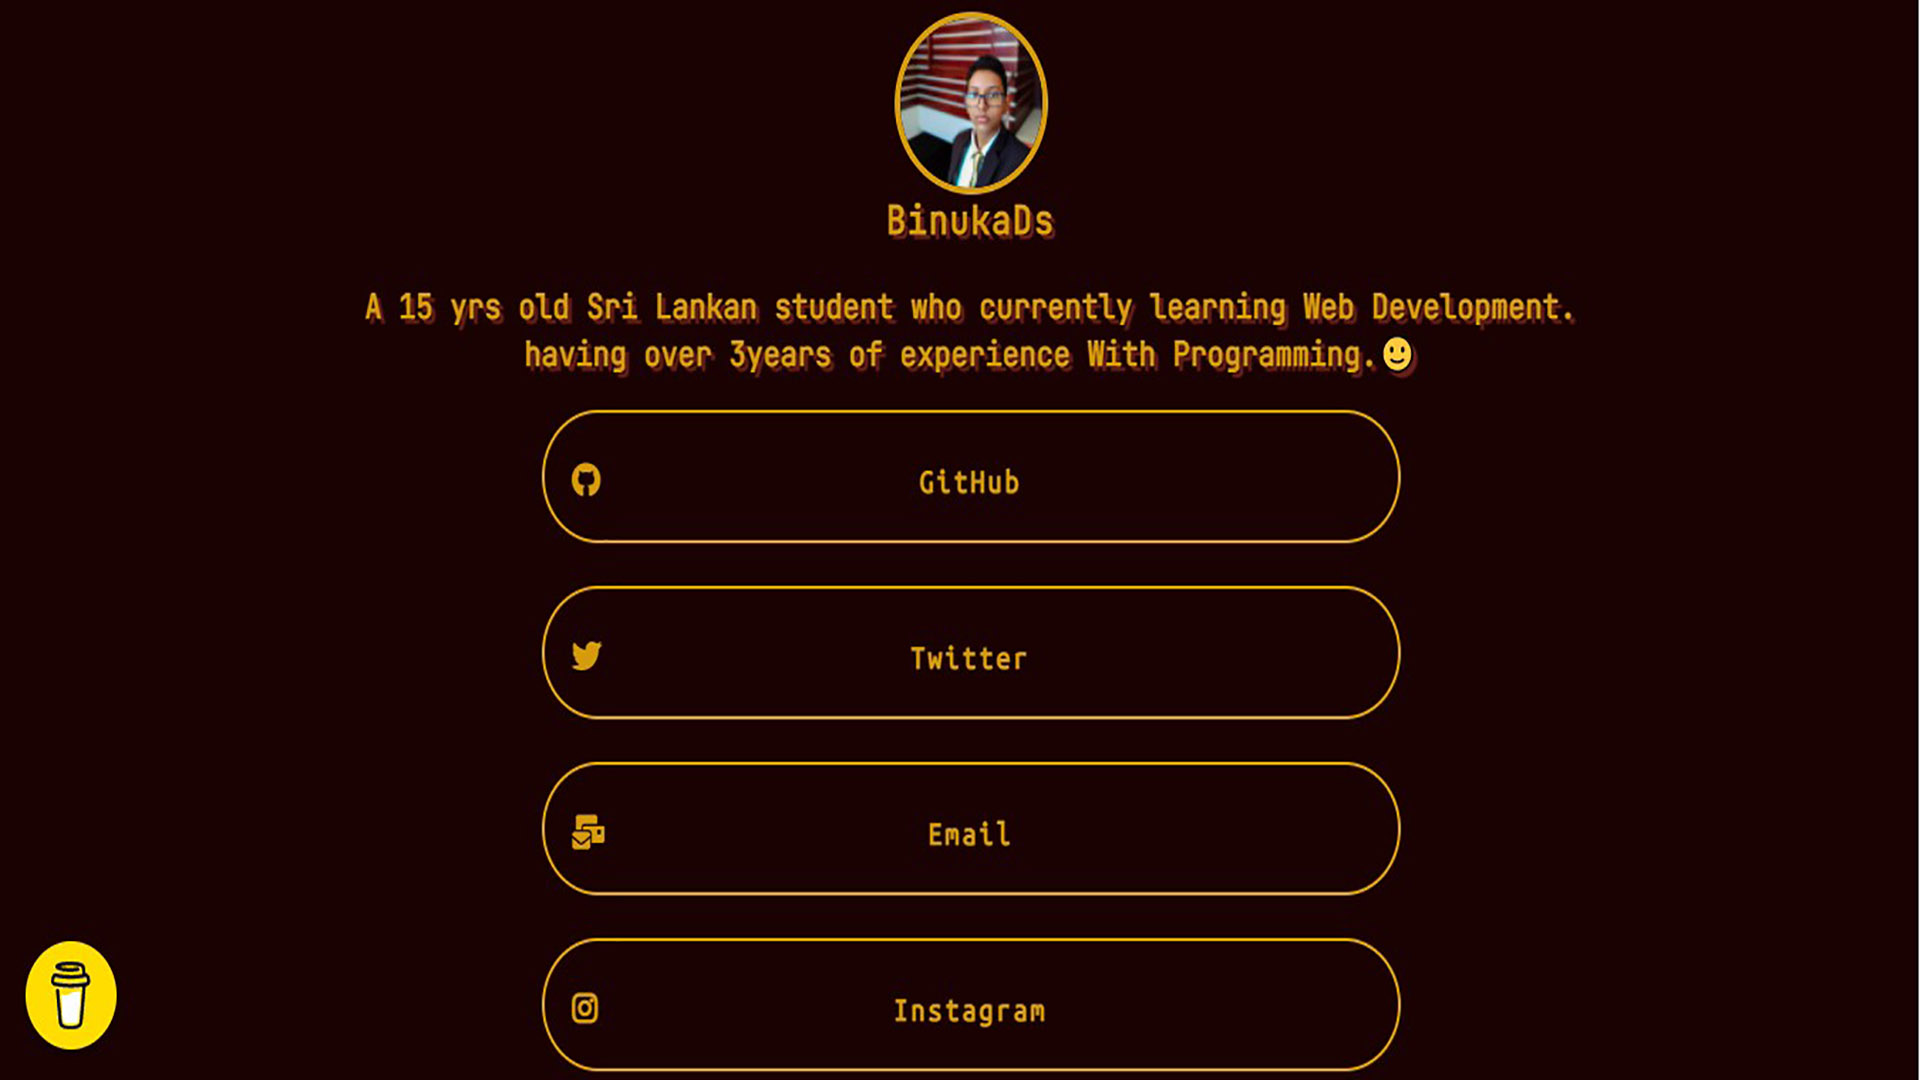 BinukaDs
A 15 yrs old Sri Lankan student who currently learning Web Development.
having over 3years of experience With Programming.🙂
GitHub
Twitter
Email
Instagram